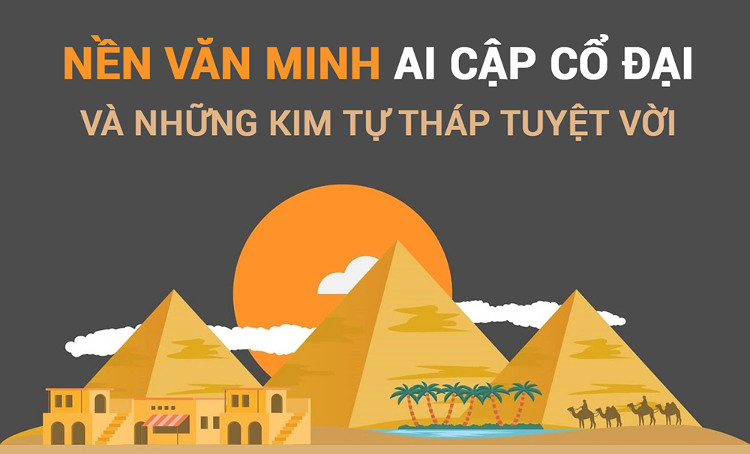 NỀN VĂN MINH AI CẬP CỔ ĐẠI
VÀ NHỮNG KIM TỰ THÁP TUYỆT VỜI